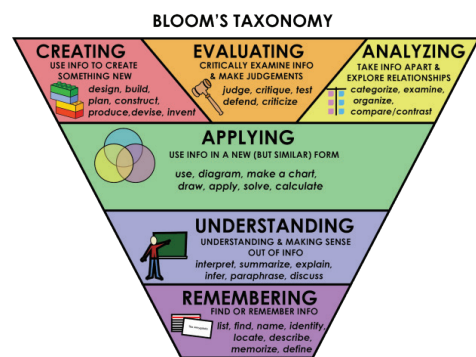 BLOOM'S TAXONOMY
CREATING
USE INFO TO CREATE
SOMETHING NEW
design, build,
plan, construct,
produce,devise, invent
EVALUATING
CRITICALLY EXAMINE INFO
& MAKE JUDGEMENTS
judge, critique, test
defend, criticize
ANALYZING
TAKE INFO APART &
EXPLORE RELATIONSHIPS
categorize, examine,
organize,
compare/contrast
APPLYING
USE INFO IN A NEW (BUT SIMILAR) FORM
use, diagram, make a chart,
draw, apply, solve, calculate
UNDERSTANDING
UNDERSTANDING & MAKING SENSE
OUT OF INFO
interpret, summarize, explain,
infer, paraphrase, discuss
REMEMBERING
FIND OR REMEMBER INFO
list, find, name, identify,
locate, describe,
memorize, define